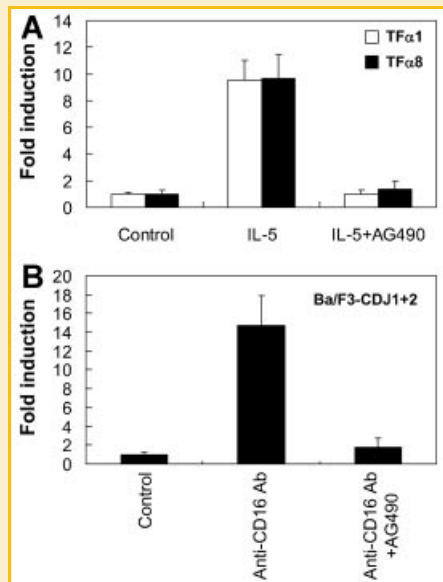 A
Fold induction
14
12
10
8
6
4
2
0
TFα1
TFα8
Control
IL-5
IL-5+AG490
B
Fold induction
20
18
16
14
12
10
8
6
4
2
0
Ba/F3-CDJ1+2
Control
Anti-CD16 Ab
Anti-CD16 Ab
+AG490